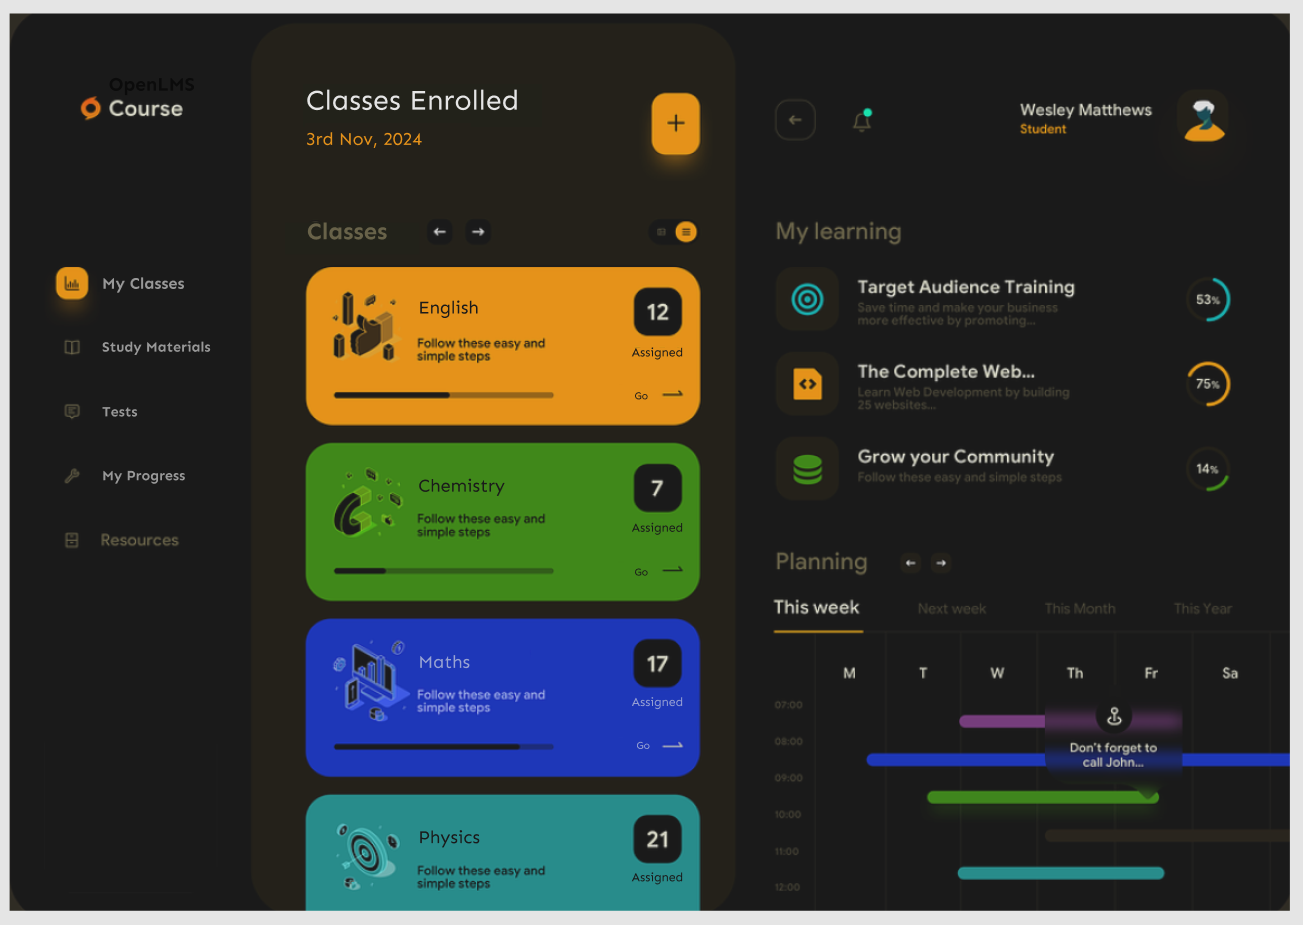 OpenLMS
Course
My Classes
Study Materials
Tests
My Progress
Resources
Classes Enrolled
3rd Nov, 2024
Classes
English
Follow these easy and
simple steps
12
Assigned
Go
Chemistry
Follow these easy and
simple steps
7
Assigned
Go
Maths
Follow these easy and
simple steps
17
Assigned
Go
Physics
Follow these easy and
simple steps
21
Assigned
Wesley Matthews
Student
My learning
Target Audience Training
Save time and make your business
more effective by promoting...
53%
The Complete Web...
Learn Web Development by building
25 websites...
75%
Grow your Community
Follow these easy and simple steps
14%
Planning
This week Next week This Month This Year
M T W Th Fr Sa
07:00
08:00
09:00
10:00
11:00
12:00
Don't forget to
call John...